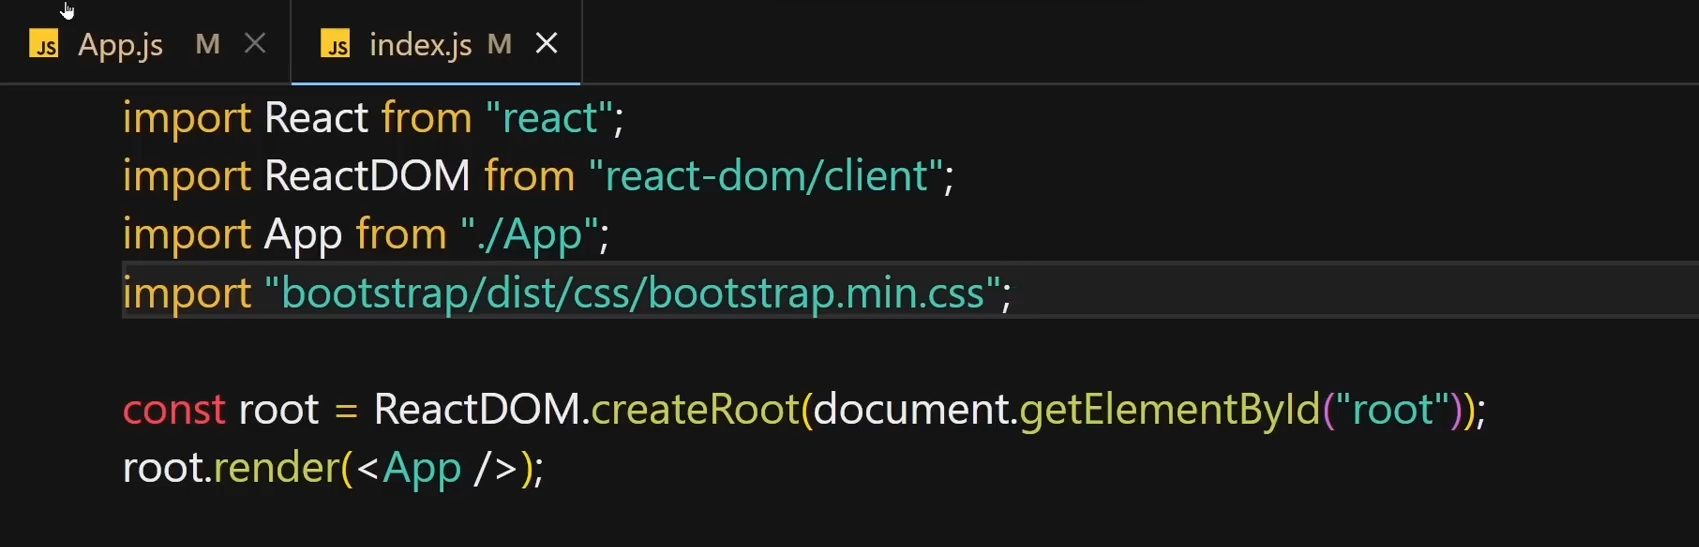 JS App.js M JS index.js M
import React from "react";
import ReactDOM from "react-dom/client";
import App from "./App";
import "bootstrap/dist/css/bootstrap.min.css";
const root = ReactDOM.createRoot(document.getElementById("root"));
root.render(<App />);